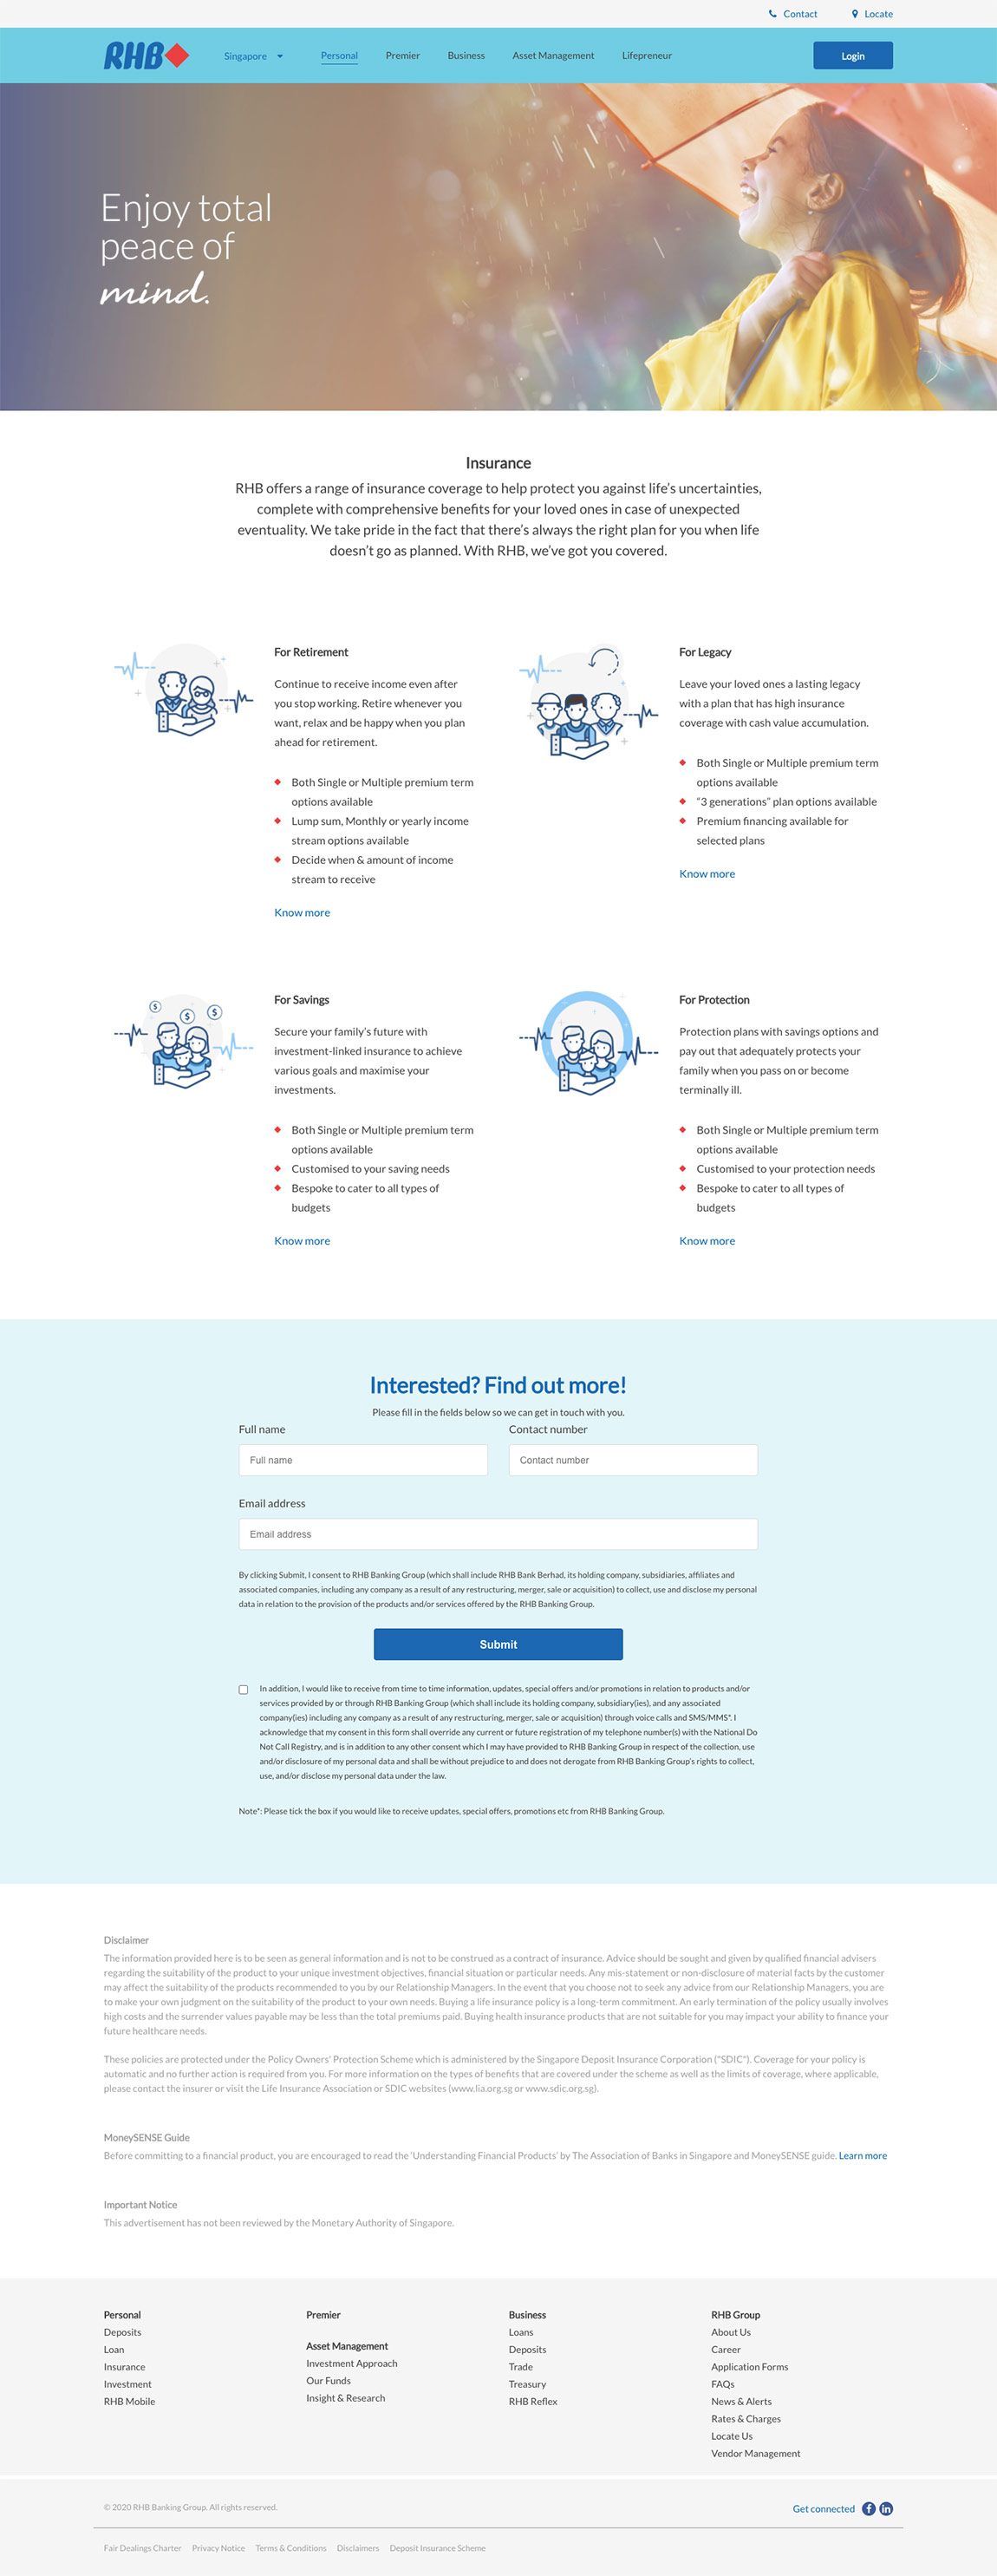 Contact Locate
RHB Singapore Personal Premier Business Asset Management Lifepreneur Login
Enjoy total
peace of
mind.
Insurance
RHB offers a range of insurance coverage to help protect you against life's uncertainties,
complete with comprehensive benefits for your loved ones in case of unexpected
eventuality. We take pride in the fact that there's always the right plan for you when life
doesn't go as planned. With RHB, we've got you covered.
For Retirement
Continue to receive income even after
you stop working. Retire whenever you
want, relax and be happy when you plan
ahead for retirement.
Both Single or Multiple premium term
options available
Lump sum, Monthly or yearly income
stream options available
Decide when & amount of income
stream to receive
Know more
For Legacy
Leave your loved ones a lasting legacy
with a plan that has high insurance
coverage with cash value accumulation.
Both Single or Multiple premium term
options available
"3 generations" plan options available
Premium financing available for
selected plans
Know more
For Savings
Secure your family's future with
investment-linked insurance to achieve
various goals and maximise your
investments.
Both Single or Multiple premium term
options available
Customised to your saving needs
Bespoke to cater to all types of
budgets
Know more
For Protection
Protection plans with savings options and
pay out that adequately protects your
family when you pass on or become
terminally ill.
Both Single or Multiple premium term
options available
Customised to your protection needs
Bespoke to cater to all types of
budgets
Know more
Interested? Find out more!
Please fill in the fields below so we can get in touch with you.
Full name Contact number
Full name Contact number
Email address
Email address
By clicking Submit, I consent to RHB Banking Group (which shall include RHB Bank Berhad, its holding company, subsidiaries, affiliates and
associated companies, including any company as a result of any restructuring, merger, sale or acquisition) to collect, use and disclose my personal
data in relation to the provision of the products and/or services offered by the RHB Banking Group.
Submit
In addition, I would like to receive from time to time information, updates, special offers and/or promotions in relation to products and/or
services provided by or through RHB Banking Group (which shall include its holding company, subsidiary(ies), and any associated
company(ies) including any company as a result of any restructuring, merger, sale or acquisition) through voice calls and SMS/MMS*. I
acknowledge that my consent in this form shall override any current or future registration of my telephone number(s) with the National Do
Not Call Registry, and is in addition to any other consent which I may have provided to RHB Banking Group in respect of the collection, use
and/or disclosure of my personal data and shall be without prejudice to and does not derogate from RHB Banking Group's rights to collect,
use, and/or disclose my personal data under the law.
Note*: Please tick the box if you would like to receive updates, special offers, promotions etc from RHB Banking Group.
Disclaimer
The information provided here is to be seen as general information and is not to be construed as a contract of insurance. Advice should be sought and given by qualified financial advisers
regarding the suitability of the product to your unique investment objectives, financial situation or particular needs. Any mis-statement or non-disclosure of material facts by the customer
may affect the suitability of the products recommended to you by our Relationship Managers. In the event that you choose not to seek any advice from our Relationship Managers, you are
to make your own judgment on the suitability of the product to your own needs. Buying a life insurance policy is a long-term commitment. An early termination of the policy usually involves
high costs and the surrender values payable may be less than the total premiums paid. Buying health insurance products that are not suitable for you may impact your ability to finance your
future healthcare needs.
These policies are protected under the Policy Owners' Protection Scheme which is administered by the Singapore Deposit Insurance Corporation ("SDIC"). Coverage for your policy is
automatic and no further action is required from you. For more information on the types of benefits that are covered under the scheme as well as the limits of coverage, where applicable,
please contact the insurer or visit the Life Insurance Association or SDIC websites (www.lia.org.sg or www.sdic.org.sg).
MoneySENSE Guide
Before committing to a financial product, you are encouraged to read the 'Understanding Financial Products' by The Association of Banks in Singapore and MoneySENSE guide. Learn more
Important Notice
This advertisement has not been reviewed by the Monetary Authority of Singapore.
Personal
Deposits
Loan
Insurance
Investment
RHB Mobile
Premier
Asset Management
Investment Approach
Our Funds
Insight & Research
Business
Loans
Deposits
Trade
Treasury
RHB Reflex
RHB Group
About Us
Career
Application Forms
FAQs
News & Alerts
Rates & Charges
Locate Us
Vendor Management
© 2020 RHB Banking Group. All rights reserved. Get connected
Fair Dealings Charter Privacy Notice Terms & Conditions Disclaimers Deposit Insurance Scheme